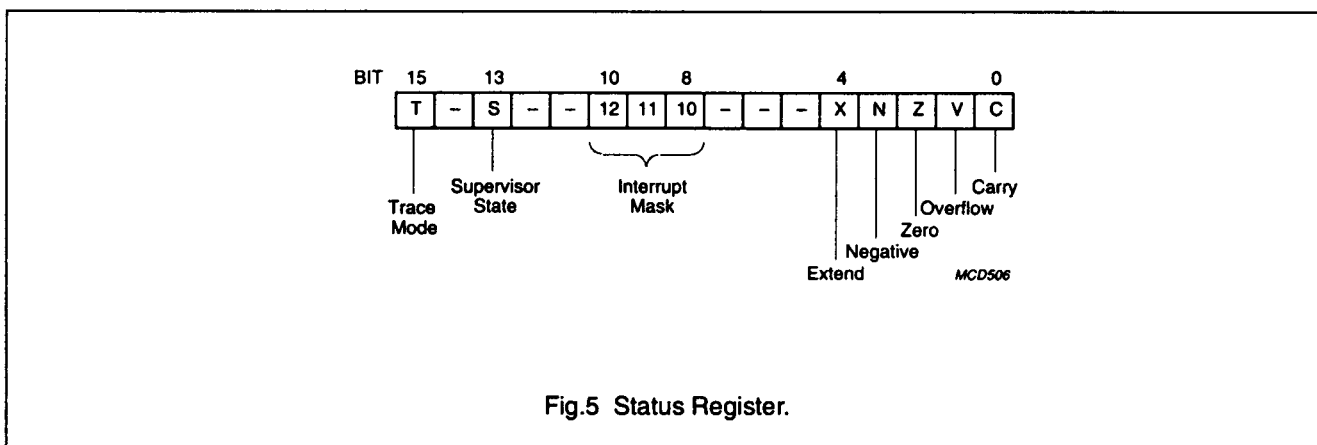 BIT 15 13 10 8 4 0
T – S – – 12 11 10 – – – X N Z V C
Trace
Mode
Supervisor
State
Interrupt
Mask
Extend
Negative
Zero
Overflow
Carry
MCD506
Fig.5 Status Register.